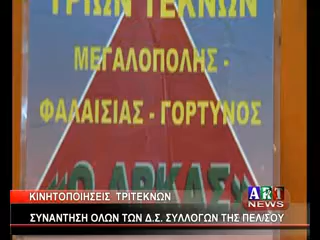 ΤΡΙΩΝ ΤΕΚΝΩΝ
ΜΕΓΑΛΟΠΟΛΗΣ -
ΦΑΛΑΙΣΙΑΣ - ΓΟΡΤΥΝΟΣ
"Ο ΑΡΚΑΣ"
ART
NEWS
ΚΙΝΗΤΟΠΟΙΗΣΕΙΣ ΤΡΙΤΕΚΝΩΝ
ΣΥΝΑΝΤΗΣΗ ΟΛΩΝ ΤΩΝ Δ.Σ. ΣΥΛΛΟΓΩΝ ΤΗΣ ΠΕΛ/ΣΟΥ